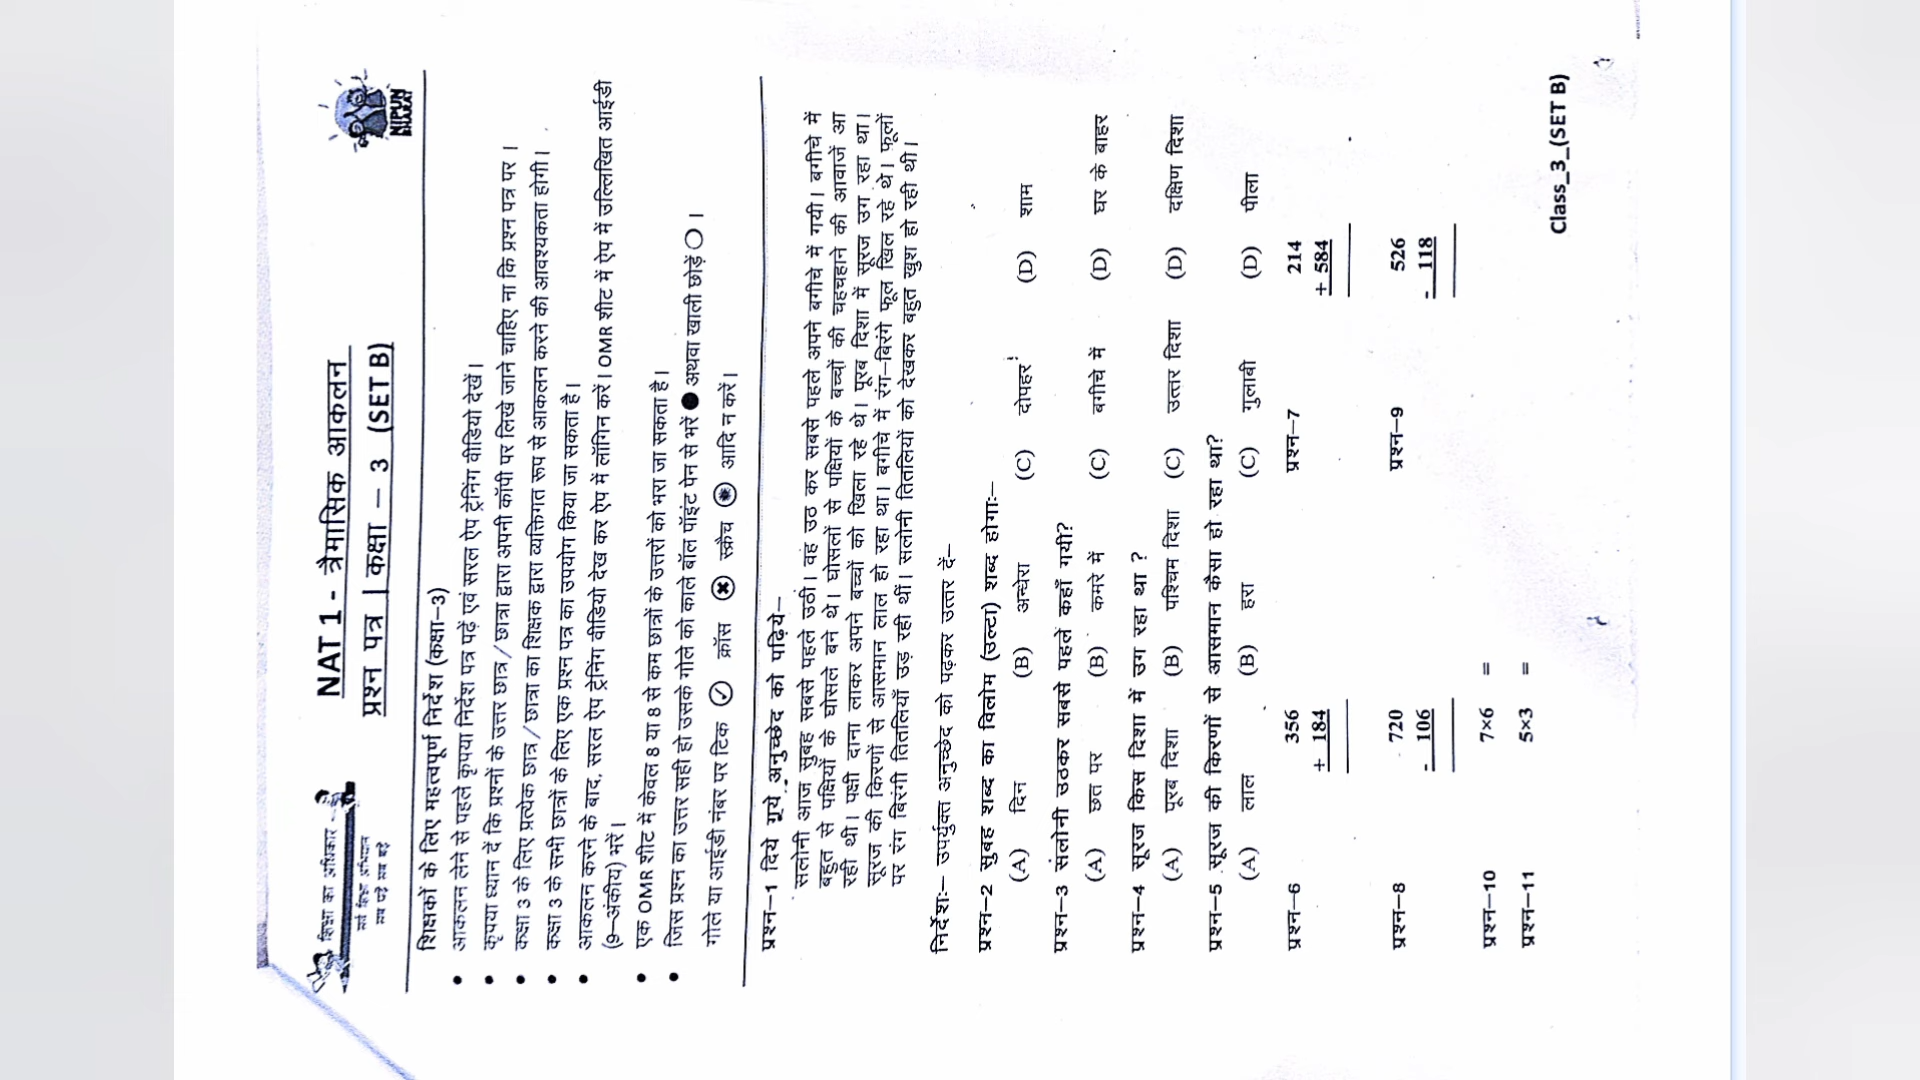 शिक्षा का अधिकार
सर्व शिक्षा अभियान
सब पढ़ें सब बढ़ें
NAT 1 - त्रैमासिक आकलन
प्रश्न पत्र | कक्षा – 3 (SET B)
NIPUN
BHARAT
शिक्षकों के लिए महत्वपूर्ण निर्देश (कक्षा–3)
• आकलन लेने से पहले कृपया निर्देश पत्र पढ़ें एवं सरल ऐप ट्रेनिंग वीडियो देखें।
• कृपया ध्यान दें कि प्रश्नों के उत्तर छात्र/छात्रा द्वारा अपनी कॉपी पर लिखे जाने चाहिए ना कि प्रश्न पत्र पर ।
• कक्षा 3 के लिए प्रत्येक छात्र/छात्रा का शिक्षक द्वारा व्यक्तिगत रूप से आकलन करने की आवश्यकता होगी।
• कक्षा 3 के सभी छात्रों के लिए एक प्रश्न पत्र का उपयोग किया जा सकता है।
• आकलन करने के बाद, सरल ऐप ट्रेनिंग वीडियो देख कर ऐप में लॉगिन करें। OMR शीट में ऐप में उल्लिखित आईडी
(9–अंकीय) भरें।
• एक OMR शीट में केवल 8 या 8 से कम छात्रों के उत्तरों को भरा जा सकता है।
• जिस प्रश्न का उत्तर सही हो उसके गोले को काले बॉल पॉइंट पेन से भरें ● अथवा खाली छोड़ें ○ ।
गोले या आईडी नंबर पर टिक ✓ क्रॉस ✖ स्क्रैच ✹ आदि न करें।
प्रश्न–1 दिये गये अनुच्छेद को पढ़िये–
सलोनी आज सुबह सबसे पहले उठी। वह उठ कर सबसे पहले अपने बगीचे में गयी। बगीचे में
बहुत से पक्षियों के घोसले बने थे। घोसलों से पक्षियों के बच्चों की चहचहाने की आवाजें आ
रही थी। पक्षी दाना लाकर अपने बच्चों को खिला रहे थे। पूरब दिशा में सूरज उग रहा था।
सूरज की किरणों से आसमान लाल हो रहा था। बगीचे में रंग–बिरंगे फूल खिल रहे थे। फूलों
पर रंग बिरंगी तितलियाँ उड़ रही थीं। सलोनी तितलियों को देखकर बहुत खुश हो रही थी।
निर्देशः– उपर्युक्त अनुच्छेद को पढ़कर उत्तर दें–
प्रश्न–2 सुबह शब्द का विलोम (उल्टा) शब्द होगाः–
(A) दिन (B) अन्धेरा (C) दोपहर (D) शाम
प्रश्न–3 संलोनी उठकर सबसे पहले कहाँ गयी?
(A) छत पर (B) कमरे में (C) बगीचे में (D) घर के बाहर
प्रश्न–4 सूरज किस दिशा में उग रहा था ?
(A) पूरब दिशा (B) पश्चिम दिशा (C) उत्तर दिशा (D) दक्षिण दिशा
प्रश्न–5 सूरज की किरणों से आसमान कैसा हो रहा था?
(A) लाल (B) हरा (C) गुलाबी (D) पीला
प्रश्न–6 356 प्रश्न–7 214
+ 184 + 584
प्रश्न–8 720 प्रश्न–9 526
- 106 - 118
प्रश्न–10 7×6 =
प्रश्न–11 5×3 =
Class_3_(SET B)